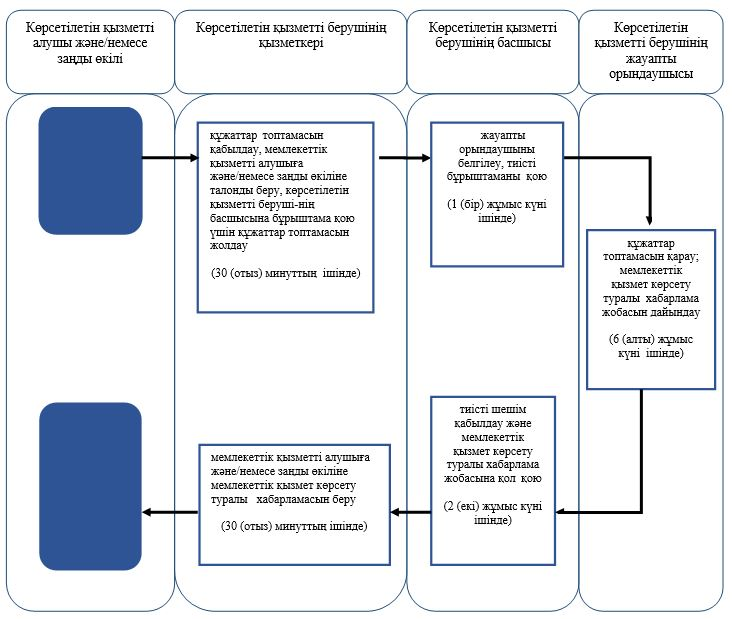 Көрсетілетін қызметті
алушы және/немесе
заңды өкілі
Көрсетілетін қызметті берушінің
қызметкері
Көрсетілетін қызметті
берушінің басшысы
Көрсетілетін
қызметті берушінің
жауапты
орындаушысы
құжаттар топтамасын
қабылдау, мемлекеттік
қызметті алушыға
және/немесе заңды өкіліне
талонды беру, көрсетілетін
қызметті беруші-нің
басшысына бұрыштама қою
үшін құжаттар топтамасын
жолдау
(30 (отыз) минуттың ішінде)
жауапты
орындаушыны
белгілеу, тиісті
бұрыштаманы қою
(1 (бір) жұмыс күні
ішінде)
құжаттар
топтамасын қарау;
мемлекеттік
қызмет көрсету
туралы хабарлама
жобасын дайындау
(6 (алты) жұмыс
күні ішінде)
тиісті шешім
қабылдау және
мемлекеттік
қызмет көрсету
туралы хабарлама
жобасына қол қою
(2 (екі) жұмыс күні
ішінде)
мемлекеттік қызметті алушыға
және/немесе заңды өкіліне
мемлекеттік қызмет көрсету
туралы хабарламасын беру
(30 (отыз) минуттың ішінде)